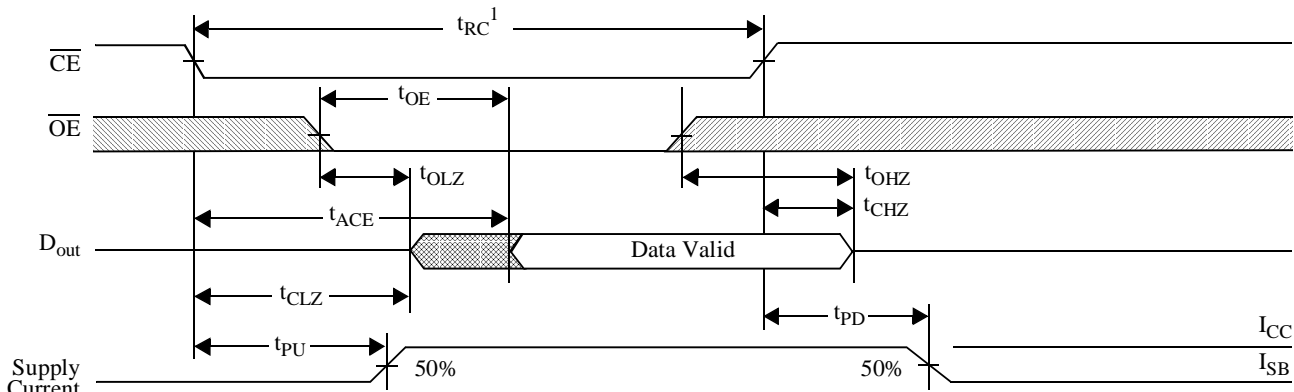 tRC1
CE
tOE
OE
tOLZ
tOHZ
tACE
tCHZ
Dout
Data Valid
tCLZ
tPD
ICC
tPU
50%
50%
ISB
Supply
Current